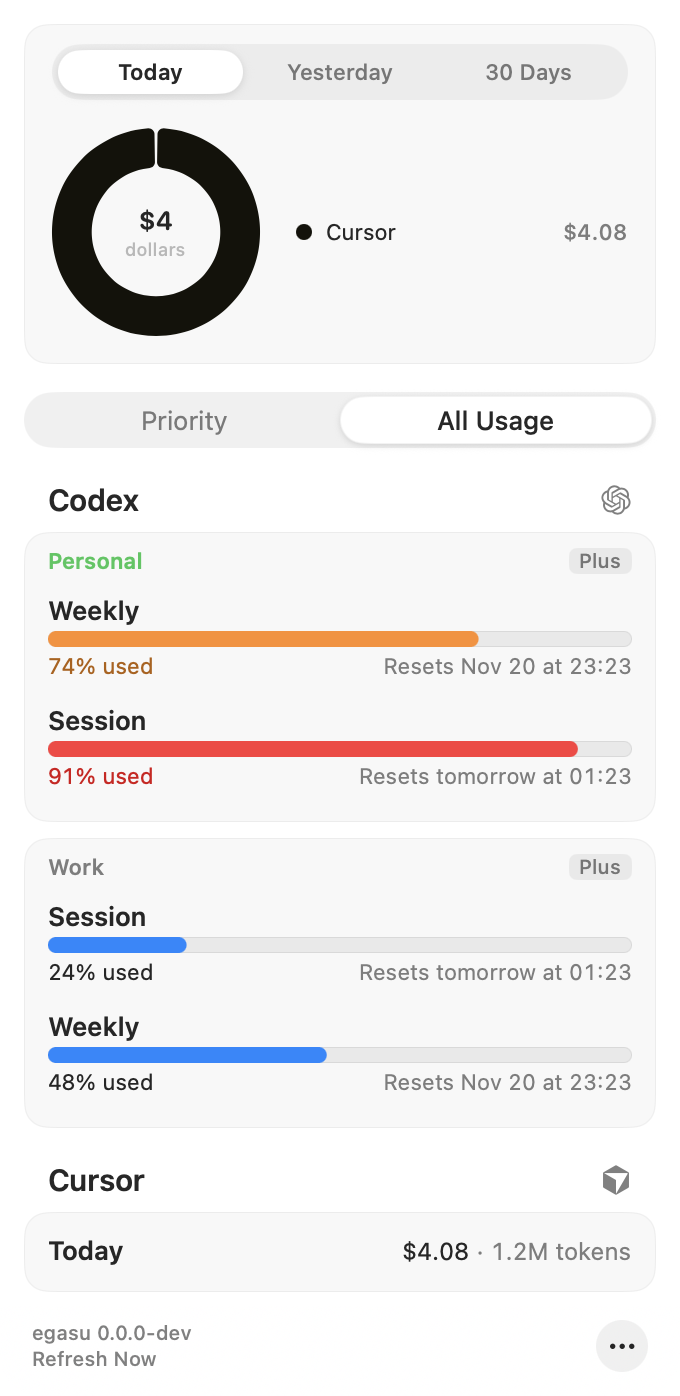 Today Yesterday 30 Days
$4
dollars
Cursor $4.08
Priority All Usage
Codex
Personal Plus
Weekly
74% used Resets Nov 20 at 23:23
Session
91% used Resets tomorrow at 01:23
Work Plus
Session
24% used Resets tomorrow at 01:23
Weekly
48% used Resets Nov 20 at 23:23
Cursor
Today $4.08 · 1.2M tokens
egasu 0.0.0-dev
Refresh Now